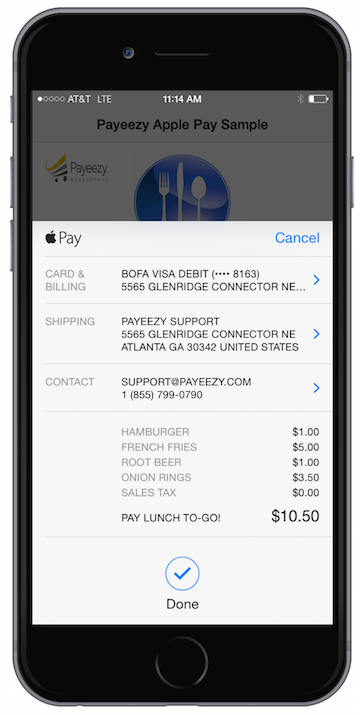 AT&T LTE 11:14 AM
Payeezy Apple Pay Sample
Payeezy
DEVELOPERS
Pay Cancel
CARD & BILLING BOFA VISA DEBIT (•••• 8163)
5565 GLENRIDGE CONNECTOR NE...
SHIPPING PAYEEZY SUPPORT
5565 GLENRIDGE CONNECTOR NE
ATLANTA GA 30342 UNITED STATES
CONTACT SUPPORT@PAYEEZY.COM
1 (855) 799-0790
HAMBURGER $1.00
FRENCH FRIES $5.00
ROOT BEER $1.00
ONION RINGS $3.50
SALES TAX $0.00
PAY LUNCH TO-GO! $10.50
Done